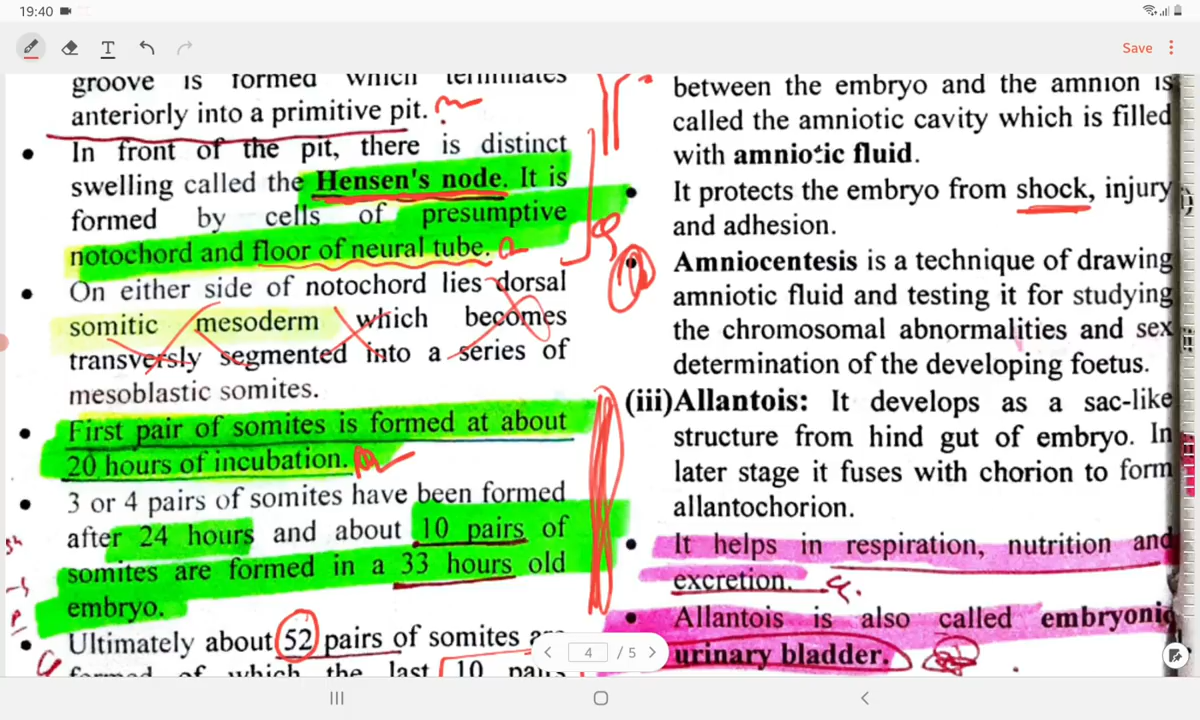 19:40
T
Save
groove is formed which terminates
anteriorly into a primitive pit.
• In front of the pit, there is distinct
swelling called the Hensen's node. It is
formed by cells of presumptive
notochord and floor of neural tube.
• On either side of notochord lies dorsal
somitic mesoderm which becomes
transversly segmented into a series of
mesoblastic somites.
• First pair of somites is formed at about
20 hours of incubation.
• 3 or 4 pairs of somites have been formed
after 24 hours and about 10 pairs of
somites are formed in a 33 hours old
embryo.
• Ultimately about 52 pairs of somites are
formed of which the last 10 pairs
between the embryo and the amnion is
called the amniotic cavity which is filled
with amniotic fluid.
• It protects the embryo from shock, injury
and adhesion.
• Amniocentesis is a technique of drawing
amniotic fluid and testing it for studying
the chromosomal abnormalities and sex
determination of the developing foetus.
(iii) Allantois: It develops as a sac-like
structure from hind gut of embryo. In
later stage it fuses with chorion to form
allantochorion.
• It helps in respiration, nutrition and
excretion.
• Allantois is also called embryonic
urinary bladder.
4 / 5